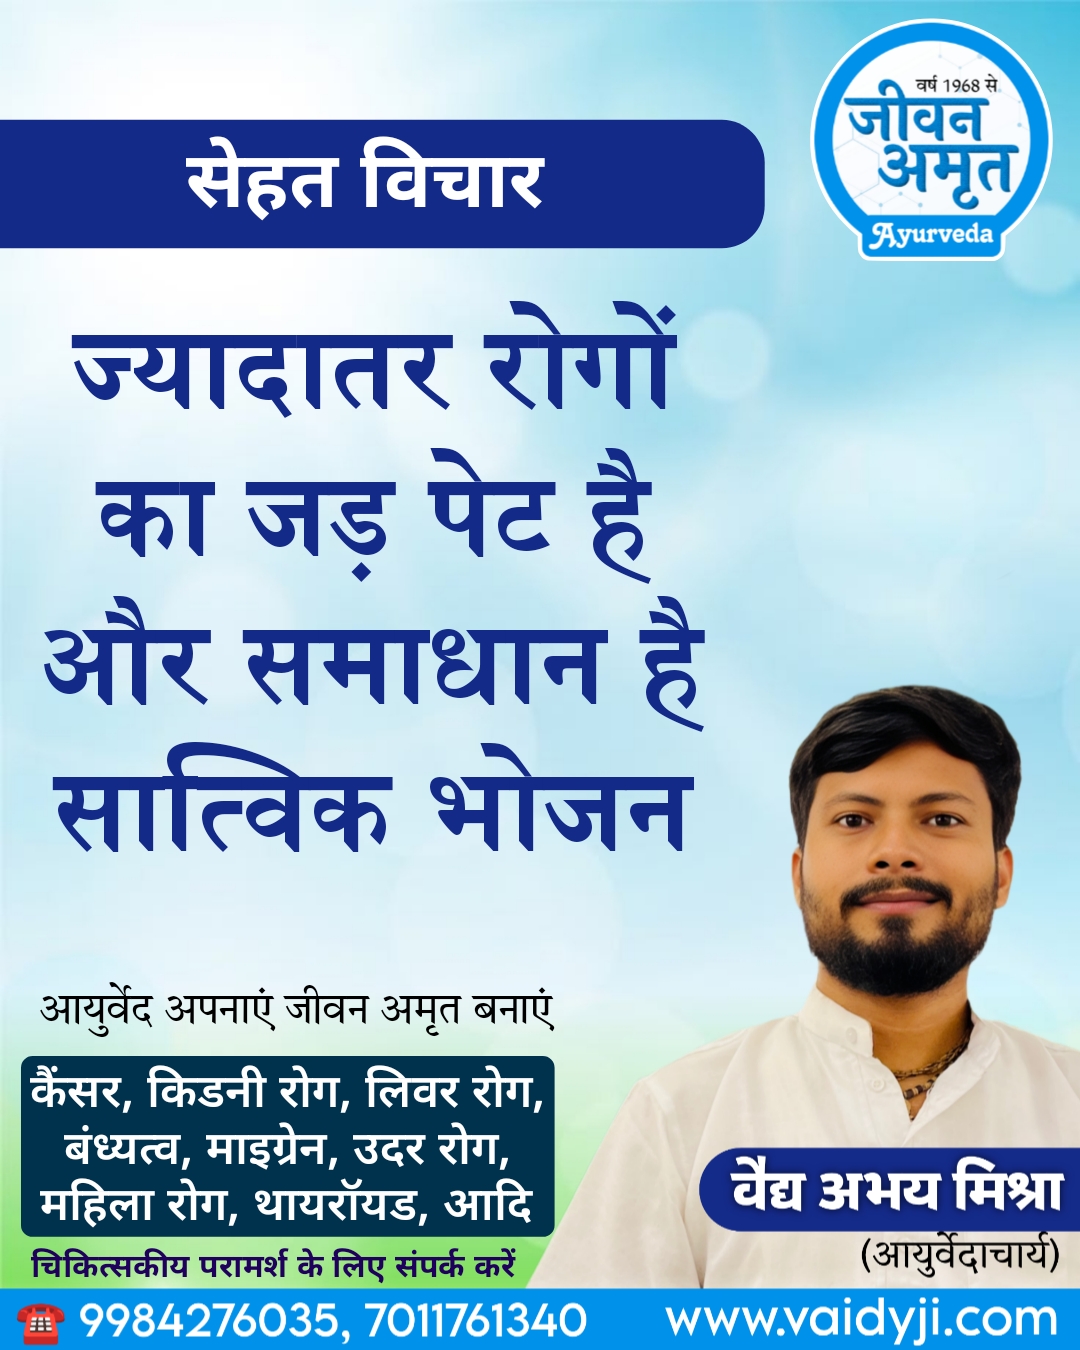 वर्ष 1968 से
जीवन
अमृत
Ayurveda
सेहत विचार
ज्यादातर रोगों
का जड़ पेट है
और समाधान है
सात्विक भोजन
आयुर्वेद अपनाएं जीवन अमृत बनाएं
कैंसर, किडनी रोग, लिवर रोग,
बंध्यत्व, माइग्रेन, उदर रोग,
महिला रोग, थायरॉयड, आदि
चिकित्सकीय परामर्श के लिए संपर्क करें
वैद्य अभय मिश्रा
(आयुर्वेदाचार्य)
9984276035, 7011761340
www.vaidyji.com